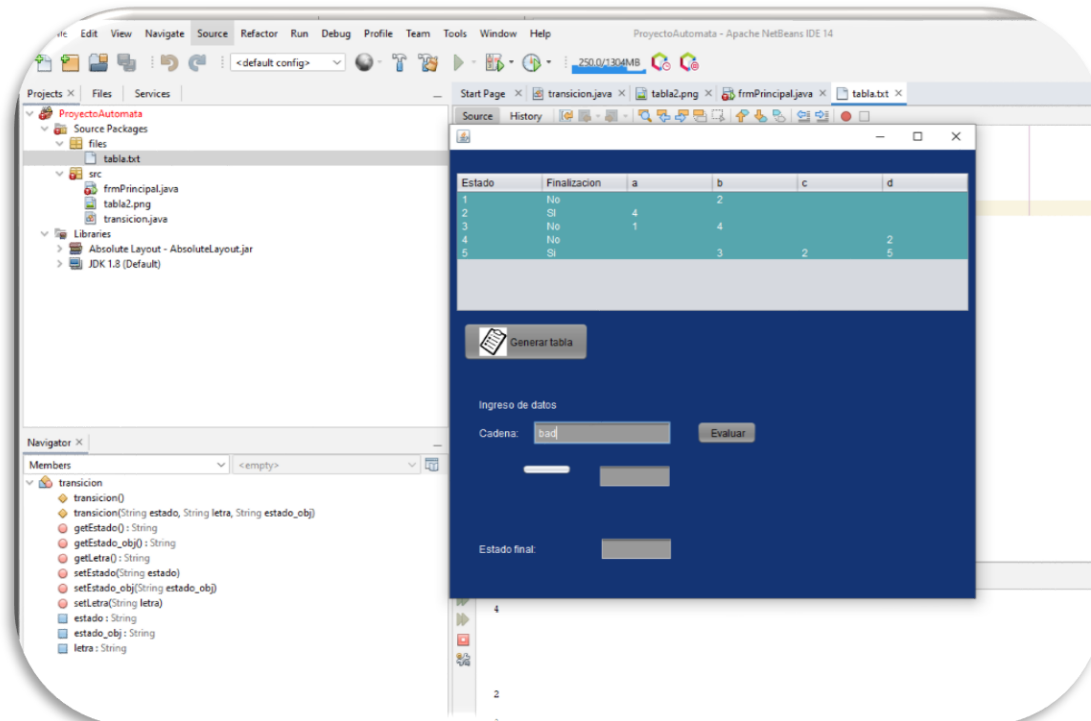 Edit View Navigate Source Refactor Run Debug Profile Team Tools Window Help ProyectoAutomata - Apache NetBeans IDE 14
<default config> 250,0/1304MB
Projects Files Services
ProyectoAutomata
Source Packages
files
tabla.txt
src
frmPrincipal.java
tabla2.png
transicion.java
Libraries
Absolute Layout - AbsoluteLayout.jar
JDK 1.8 (Default)
Navigator
Members <empty>
transicion
transicion()
transicion(String estado, String letra, String estado_obj)
getEstado() : String
getEstado_obj() : String
getLetra() : String
setEstado(String estado)
setEstado_obj(String estado_obj)
setLetra(String letra)
estado : String
estado_obj : String
letra : String
Start Page transicion.java tabla2.png frmPrincipal.java tabla.txt
Source History
Estado Finalizacion a b c d
1 No 2
2 SI 4
3 No 1 4
4 No 2
5 Si 3 2 5
Generar tabla
Ingreso de datos
Cadena: bad Evaluar
Estado final:
4
2